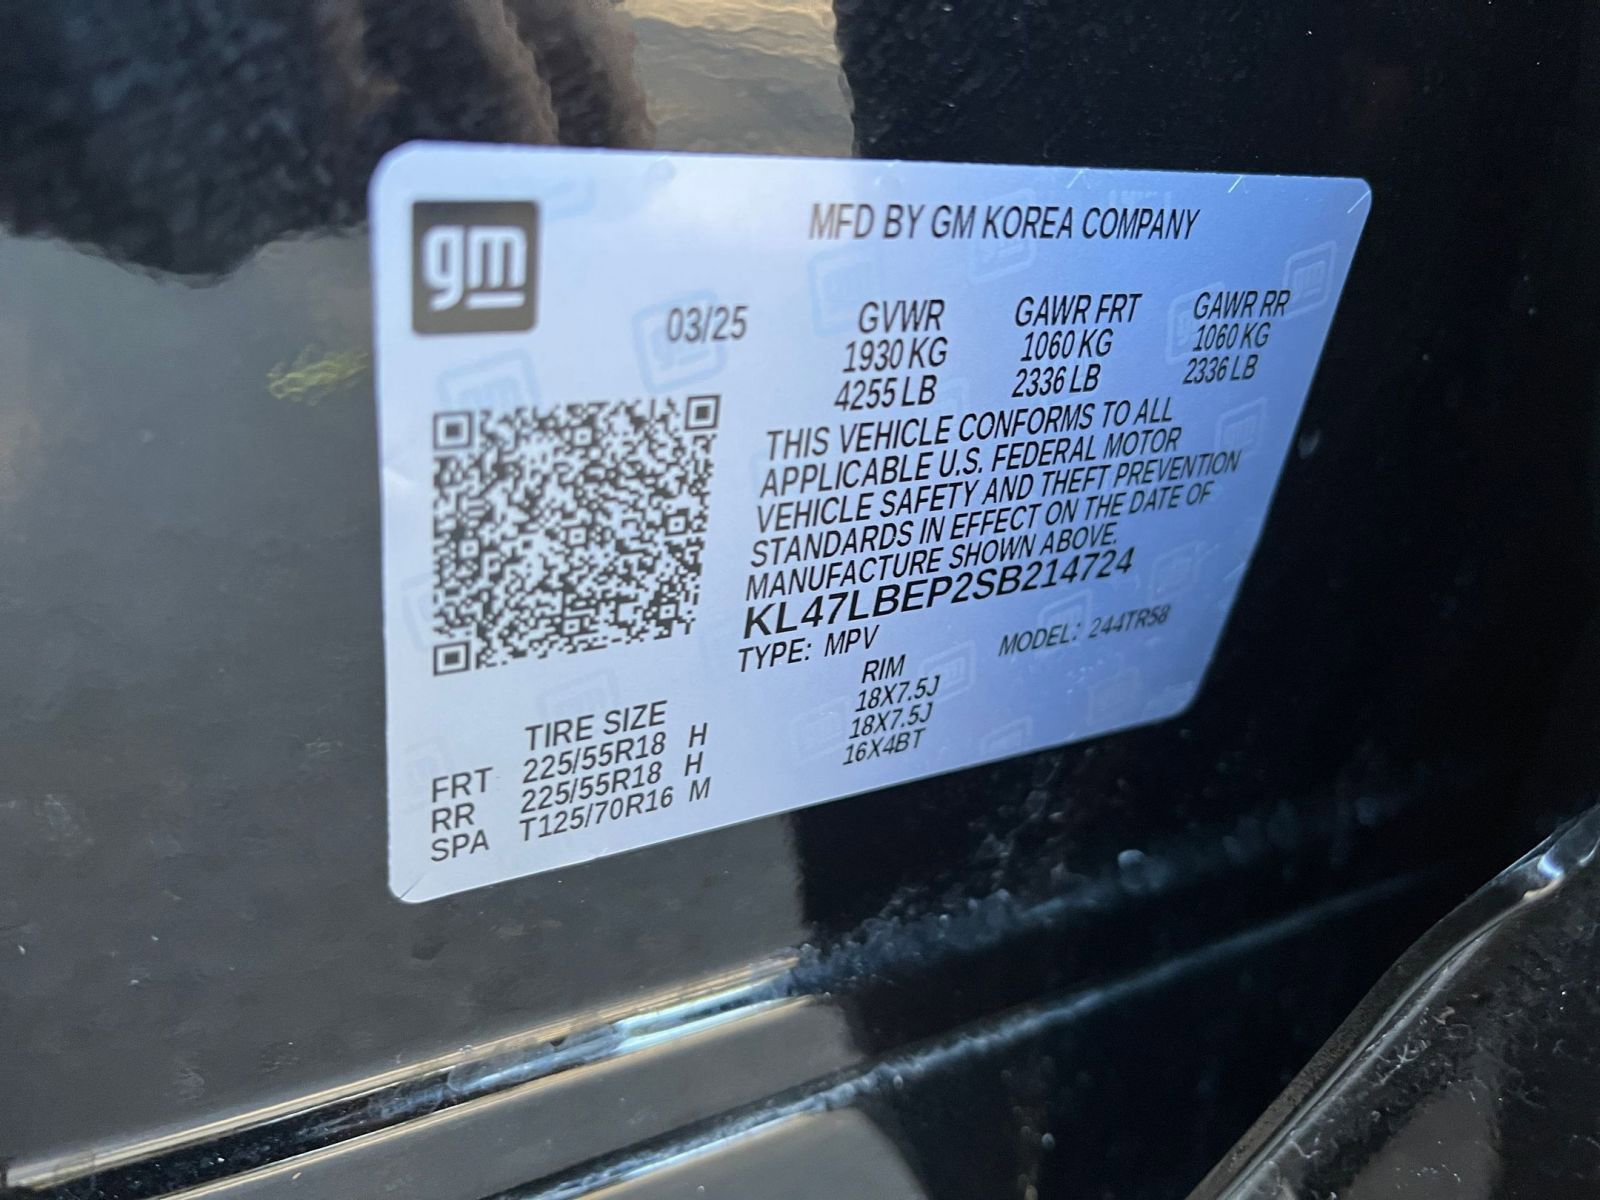 gm
MFD BY GM KOREA COMPANY
03/25
GVWR GAWR FRT GAWR RR
1930 KG 1060 KG 1060 KG
4255 LB 2336 LB 2336 LB
THIS VEHICLE CONFORMS TO ALL
APPLICABLE U.S. FEDERAL MOTOR
VEHICLE SAFETY AND THEFT PREVENTION
STANDARDS IN EFFECT ON THE DATE OF
MANUFACTURE SHOWN ABOVE.
KL47LBEP2SB214724
TYPE: MPV MODEL: 244TR58
TIRE SIZE RIM
FRT 225/55R18 H 18X7.5J
RR 225/55R18 H 18X7.5J
SPA T125/70R16 M 16X4BT